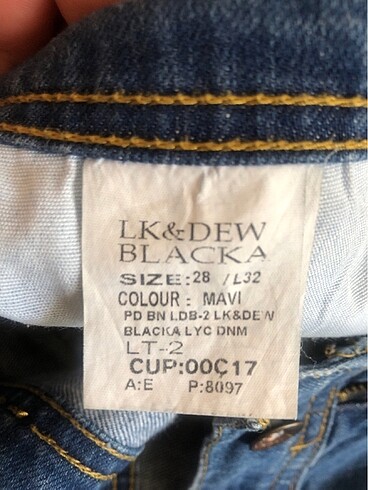 LK&DEW
BLACKA
SIZE:28 /L32
COLOUR : MAVI
PD BN LDB-2 LK&DEW
BLACKA LYC DNM
LT-2
CUP:00Ç17
A:E P:8097